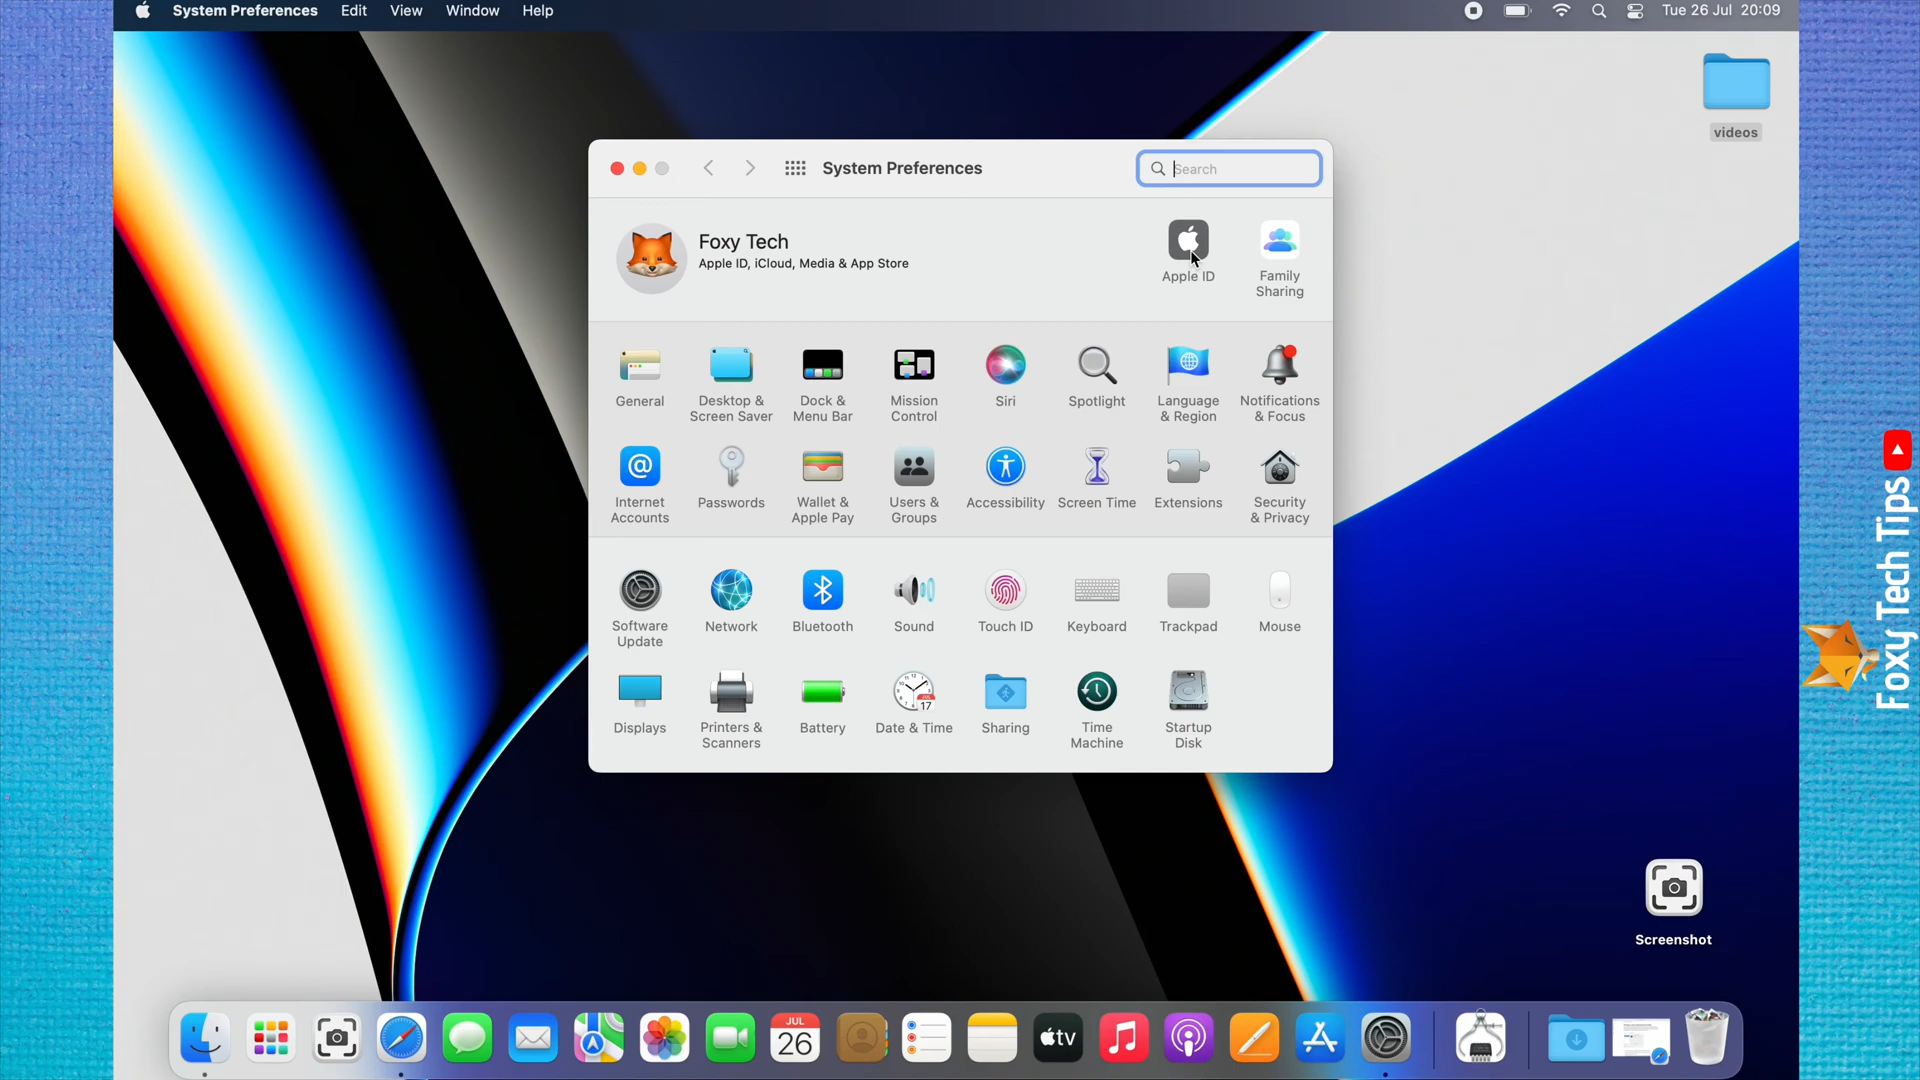 System Preferences Edit View Window Help Tue 26 Jul 20:09
videos
System Preferences
Search
Foxy Tech
Apple ID, iCloud, Media & App Store
Apple ID
Family
Sharing
General
Desktop &
Screen Saver
Dock &
Menu Bar
Mission
Control
Siri
Spotlight
Language
& Region
Notifications
& Focus
Internet
Accounts
Passwords
Wallet &
Apple Pay
Users &
Groups
Accessibility
Screen Time
Extensions
Security
& Privacy
Software
Update
Network
Bluetooth
Sound
Touch ID
Keyboard
Trackpad
Mouse
Displays
Printers &
Scanners
Battery
JUL
17
Date & Time
Sharing
Time
Machine
Startup
Disk
Foxy Tech Tips
Screenshot
JUL
26
tv